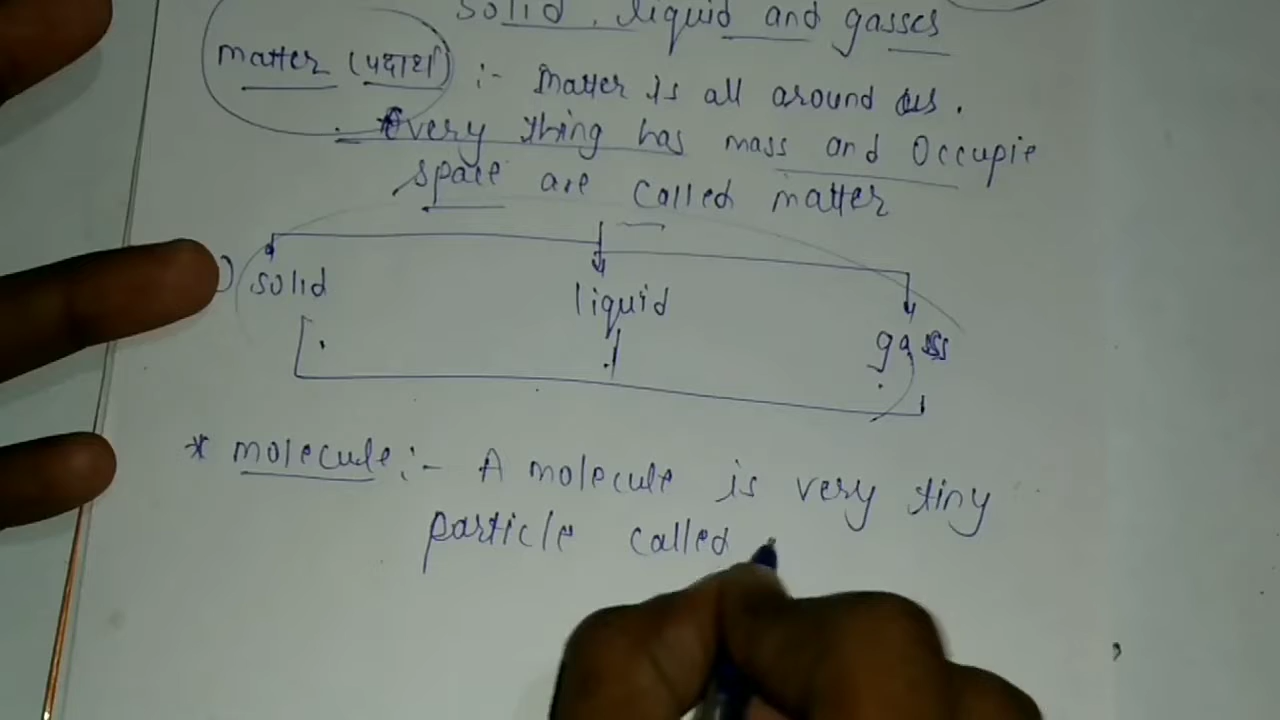 solid, liquid and gasses
matter (पदार्थ) :- Matter is all around us.
Every thing has mass and occupie
space are called matter
solid
liquid
gass
* molecule :- A molecule is very tiny
particle called